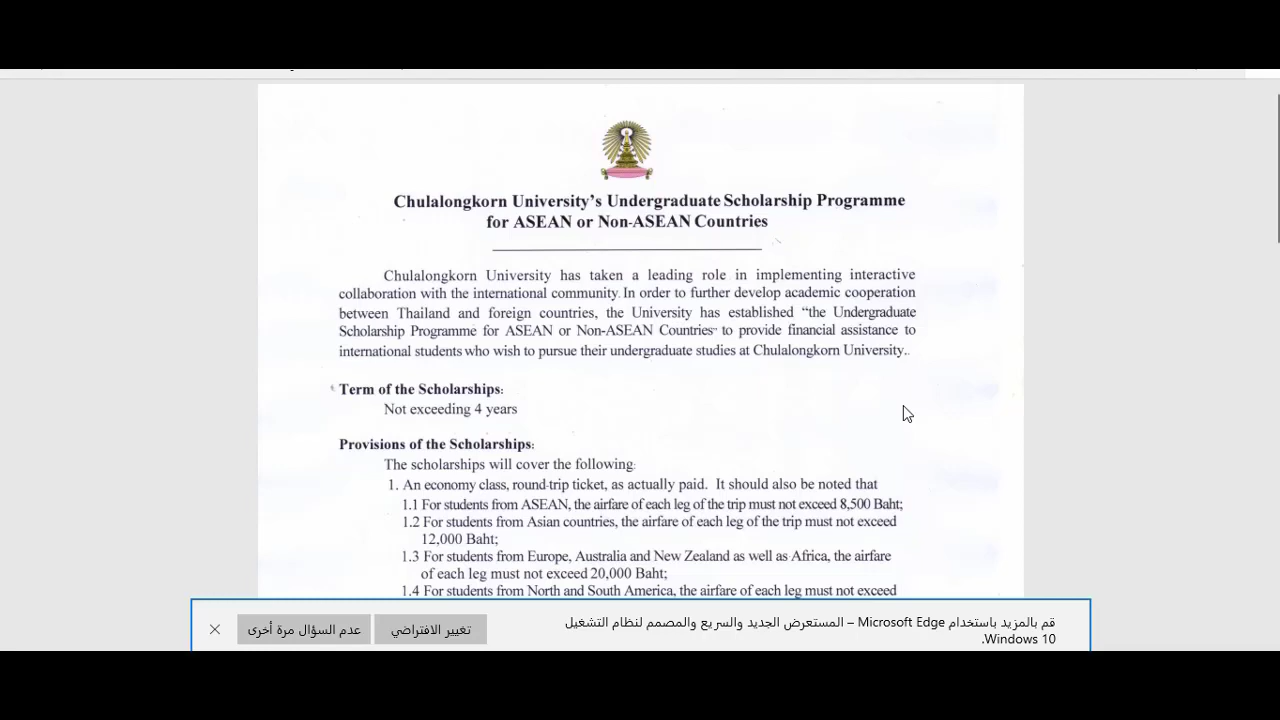 Chulalongkorn University's Undergraduate Scholarship Programme
for ASEAN or Non-ASEAN Countries
Chulalongkorn University has taken a leading role in implementing interactive
collaboration with the international community. In order to further develop academic cooperation
between Thailand and foreign countries, the University has established "the Undergraduate
Scholarship Programme for ASEAN or Non-ASEAN Countries" to provide financial assistance to
international students who wish to pursue their undergraduate studies at Chulalongkorn University..
Term of the Scholarships:
Not exceeding 4 years
Provisions of the Scholarships:
The scholarships will cover the following:
1. An economy class, round-trip ticket, as actually paid. It should also be noted that
1.1 For students from ASEAN, the airfare of each leg of the trip must not exceed 8,500 Baht;
1.2 For students from Asian countries, the airfare of each leg of the trip must not exceed
12,000 Baht;
1.3 For students from Europe, Australia and New Zealand as well as Africa, the airfare
of each leg must not exceed 20,000 Baht;
1.4 For students from North and South America, the airfare of each leg must not exceed
قم بالمزيد باستخدام Microsoft Edge – المستعرض الجديد والسريع والمصمم لنظام التشغيل
Windows 10.
تغيير الافتراضي
عدم السؤال مرة أخرى